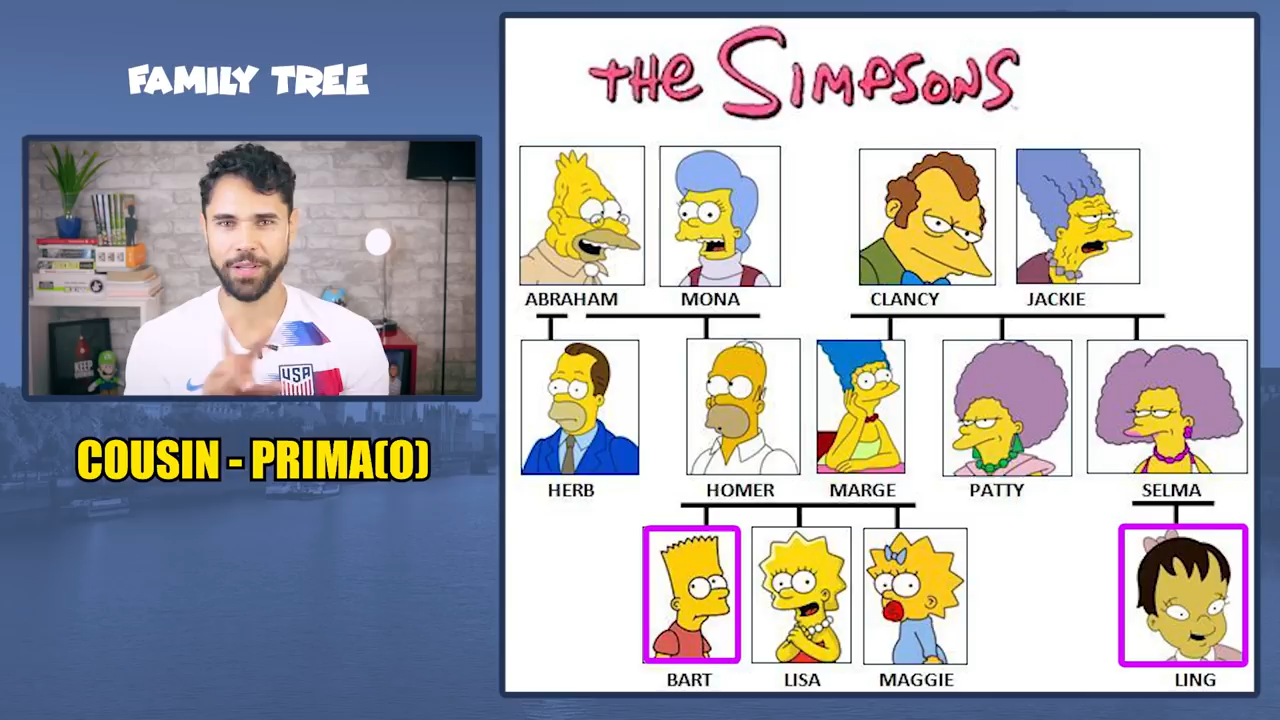 FAMILY TREE
USA
COUSIN - PRIMA(O)
THE SIMPSONS
ABRAHAM MONA CLANCY JACKIE
HERB HOMER MARGE PATTY SELMA
BART LISA MAGGIE LING